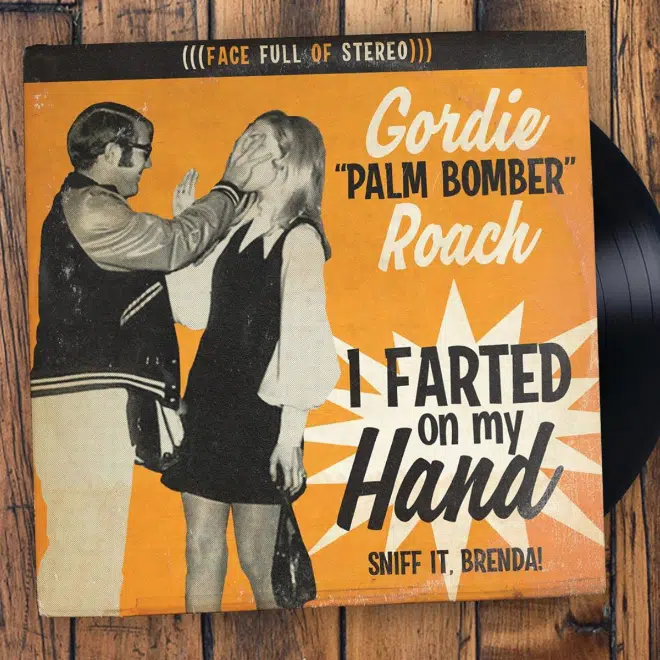 (((FACE FULL OF STEREO)))
Gordie
"PALM BOMBER"
Roach
I FARTED
on my
Hand
SNIFF IT, BRENDA!